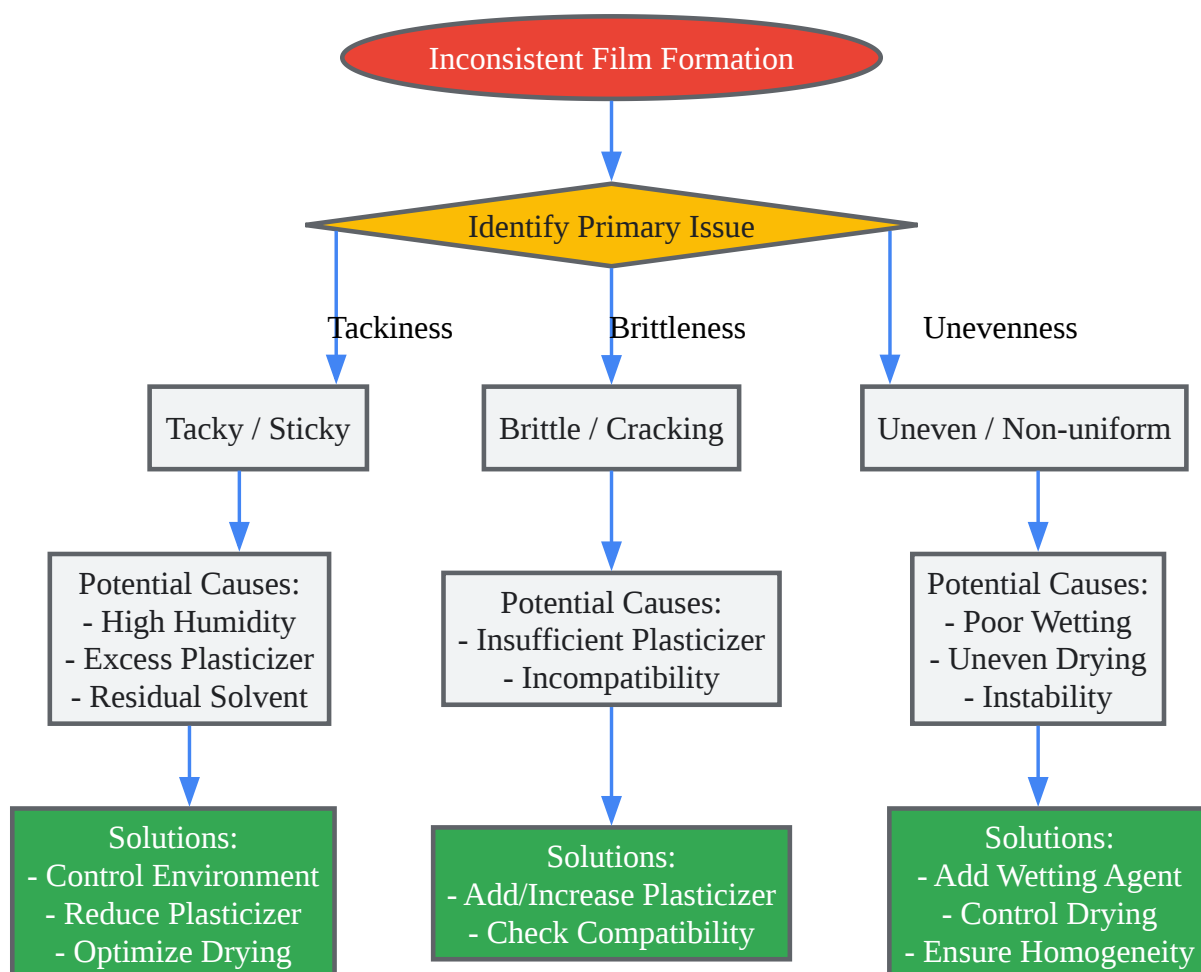 Inconsistent Film Formation
Identify Primary Issue
Tackiness
Brittleness
Unevenness
Tacky / Sticky
Brittle / Cracking
Uneven / Non-uniform
Potential Causes:
- High Humidity
- Excess Plasticizer
- Residual Solvent
Potential Causes:
- Insufficient Plasticizer
- Incompatibility
Potential Causes:
- Poor Wetting
- Uneven Drying
- Instability
Solutions:
- Control Environment
- Reduce Plasticizer
- Optimize Drying
Solutions:
- Add/Increase Plasticizer
- Check Compatibility
Solutions:
- Add Wetting Agent
- Control Drying
- Ensure Homogeneity